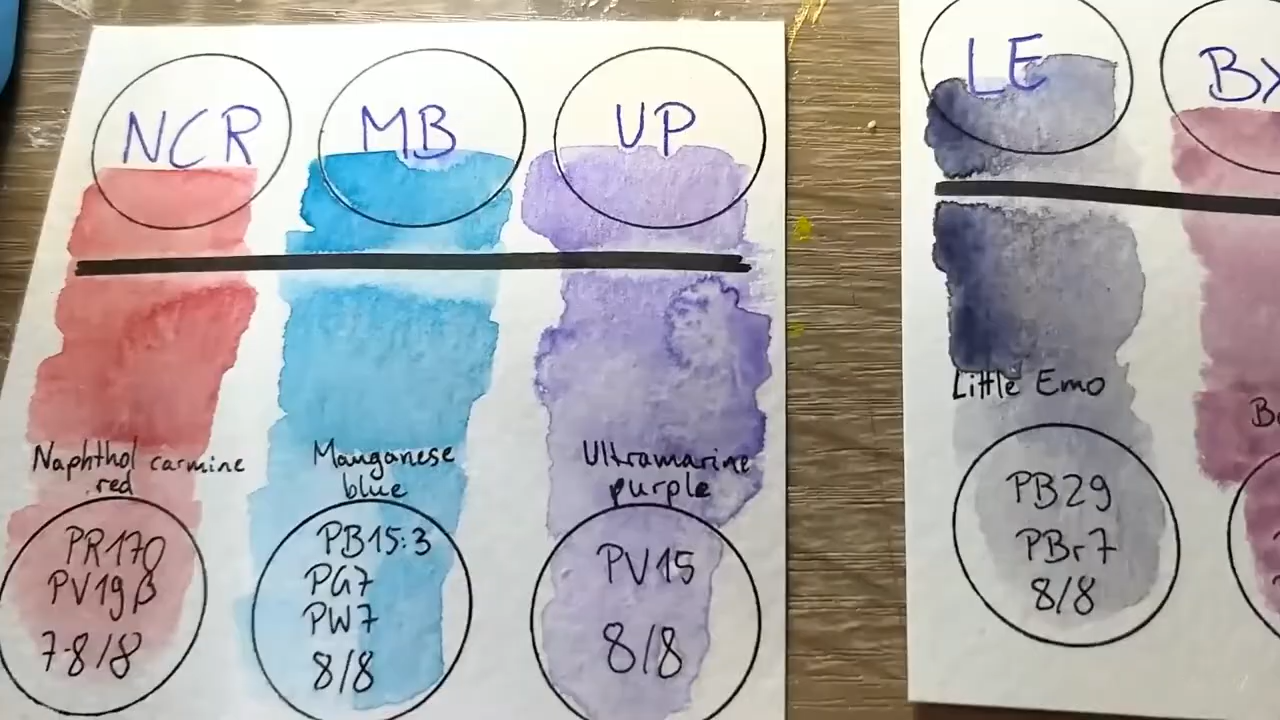 NCR
MB
UP
Naphthol carmine
red
Manganese
blue
Ultramarine
purple
PR170
PV19β
7-8/8
PB15:3
PG7
PW7
8/8
PV15
8/8
LE
Little Emo
PB29
PBr7
8/8